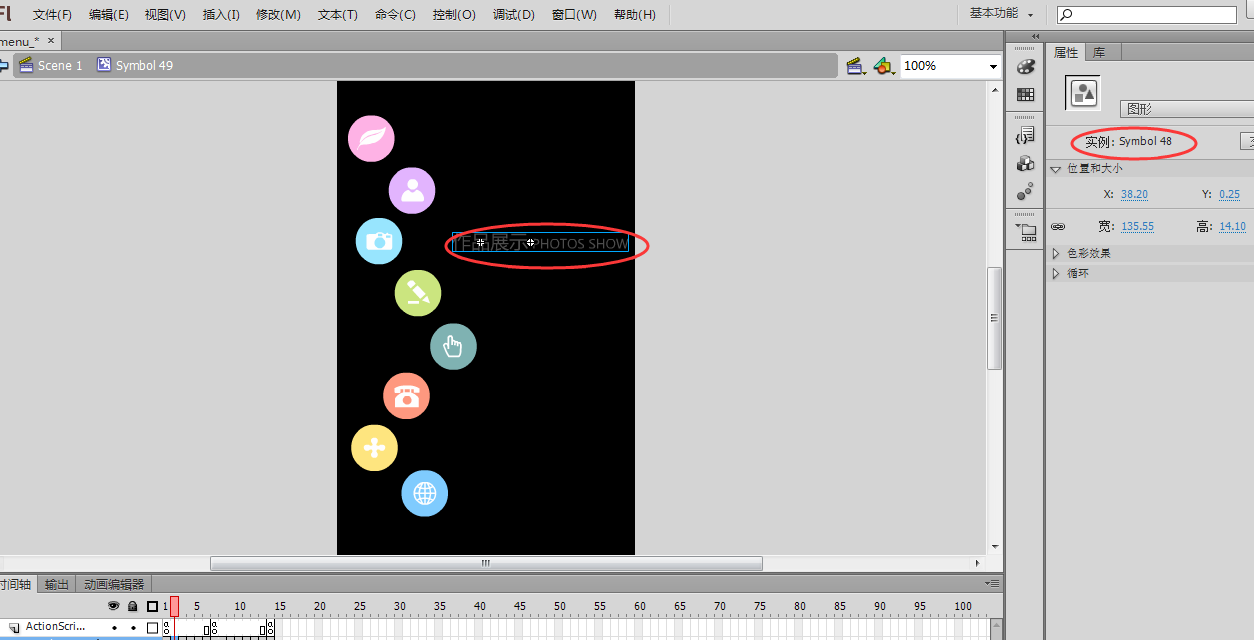 Fl 文件(F) 编辑(E) 视图(V) 插入(I) 修改(M) 文本(T) 命令(C) 控制(O) 调试(D) 窗口(W) 帮助(H) 基本功能
menu_* ×
Scene 1 Symbol 49 100%
属性 库
图形
实例: Symbol 48
位置和大小
X: 38.20 Y: 0.25
宽: 135.55 高: 14.10
色彩效果
循环
作品展示 PHOTOS SHOW
时间轴 输出 动画编辑器
1 5 10 15 20 25 30 35 40 45 50 55 60 65 70 75 80 85 90 95 100
ActionScri...